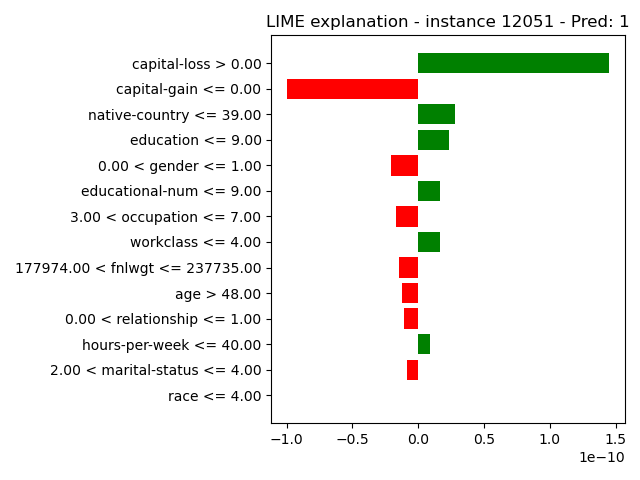 LIME explanation - instance 12051 - Pred: 1
capital-loss > 0.00
capital-gain <= 0.00
native-country <= 39.00
education <= 9.00
0.00 < gender <= 1.00
educational-num <= 9.00
3.00 < occupation <= 7.00
workclass <= 4.00
177974.00 < fnlwgt <= 237735.00
age > 48.00
0.00 < relationship <= 1.00
hours-per-week <= 40.00
2.00 < marital-status <= 4.00
race <= 4.00
−1.0 −0.5 0.0 0.5 1.0 1.5
1e−10